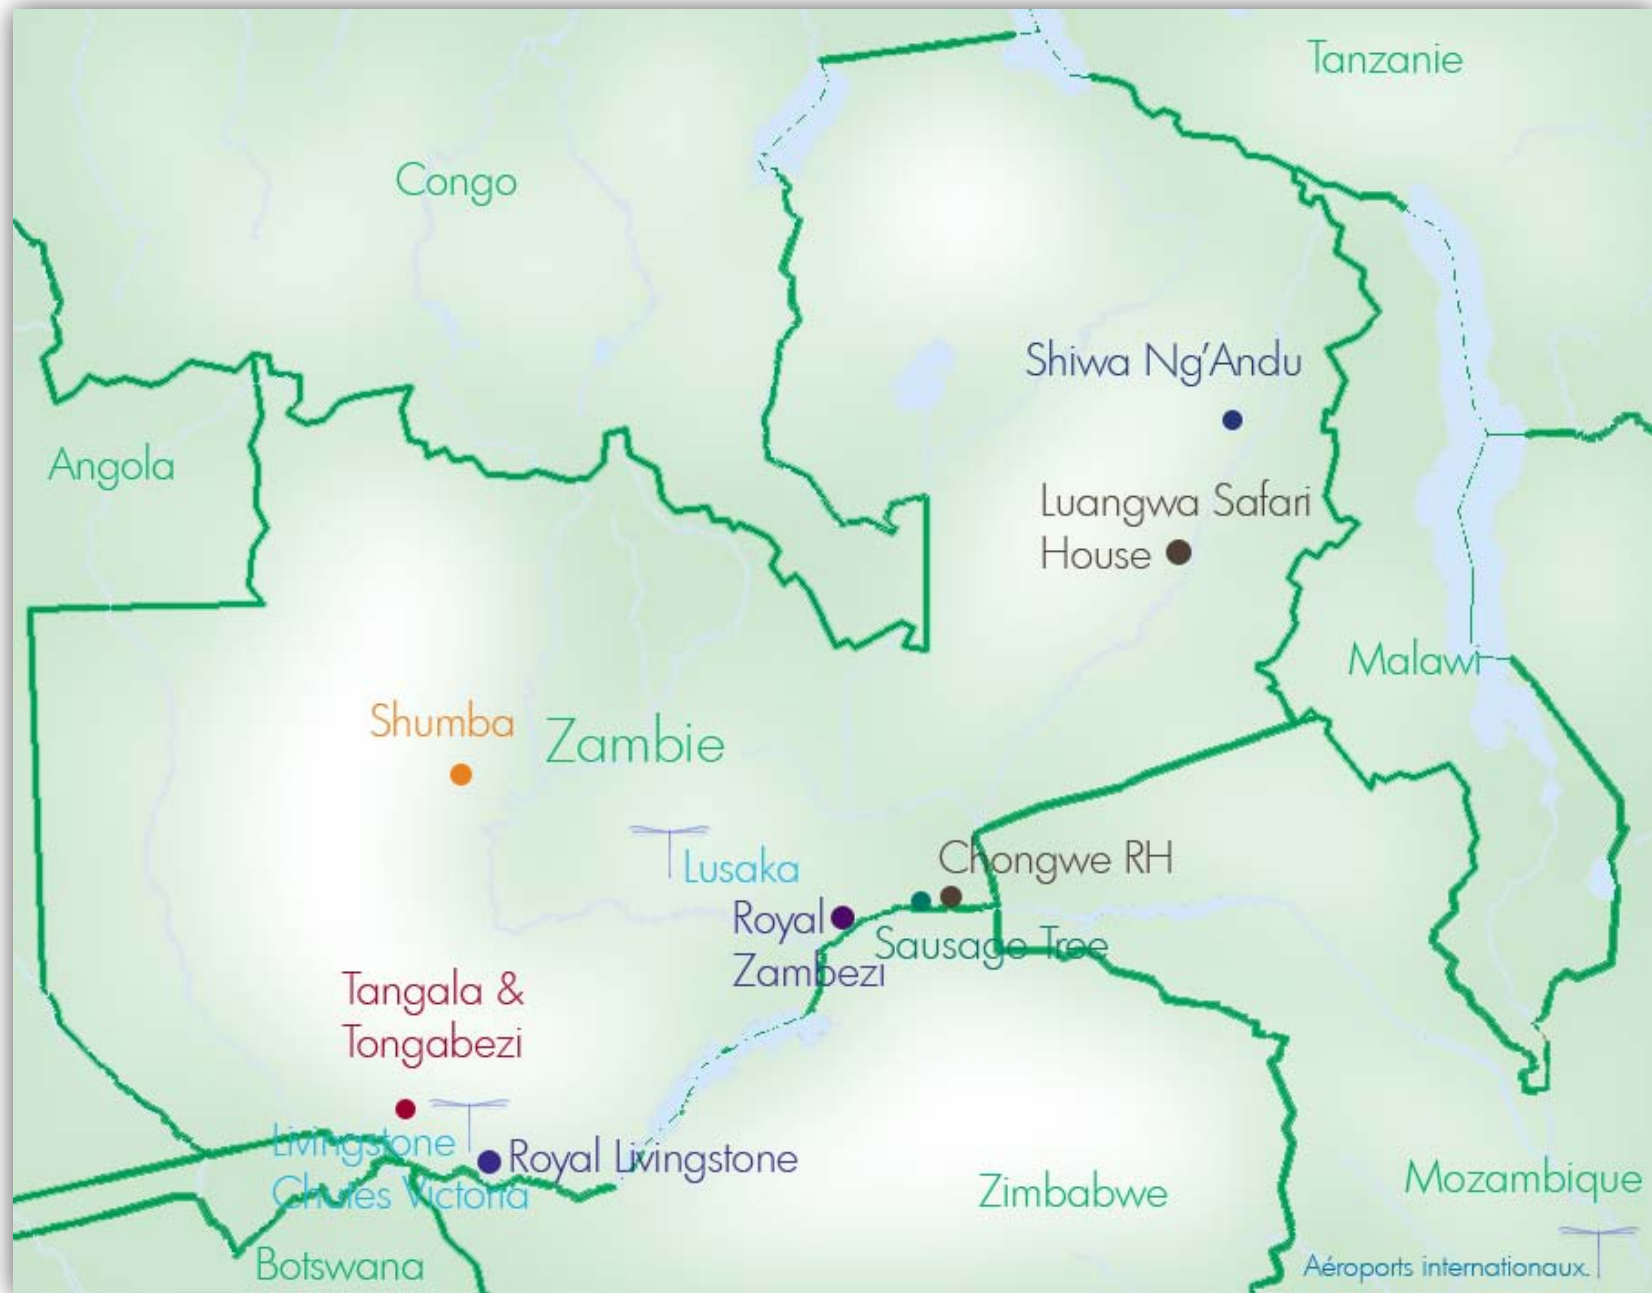 Tanzanie
Congo
Shiwa Ng'Andu
Angola
Luangwa Safari
House
Malawi
Shumba
Zambie
Chongwe RH
Lusaka
Royal
Zambezi
Sausage Tree
Tangala &
Tongabezi
Livingstone
Chutes Victoria
Royal Livingstone
Zimbabwe
Mozambique
Botswana
Aéroports internationaux.